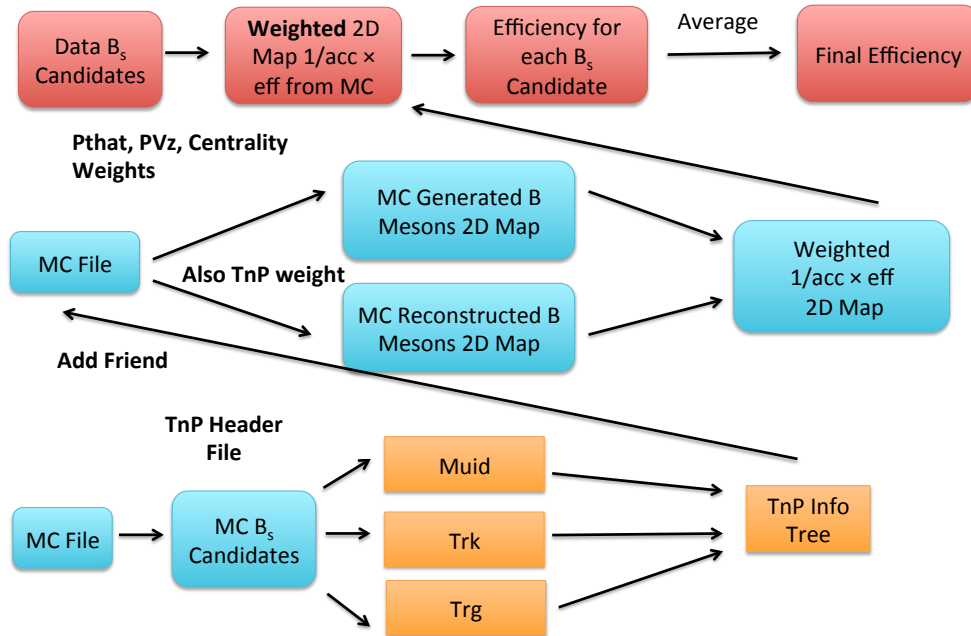 Data Bs
Candidates
Weighted 2D
Map 1/acc ×
eff from MC
Efficiency for
each Bs
Candidate
Average
Final Efficiency
Pthat, PVz, Centrality
Weights
MC File
Also TnP weight
MC Generated B
Mesons 2D Map
MC Reconstructed B
Mesons 2D Map
Weighted
1/acc × eff
2D Map
Add Friend
TnP Header
File
MC File
MC Bs
Candidates
Muid
Trk
Trg
TnP Info
Tree